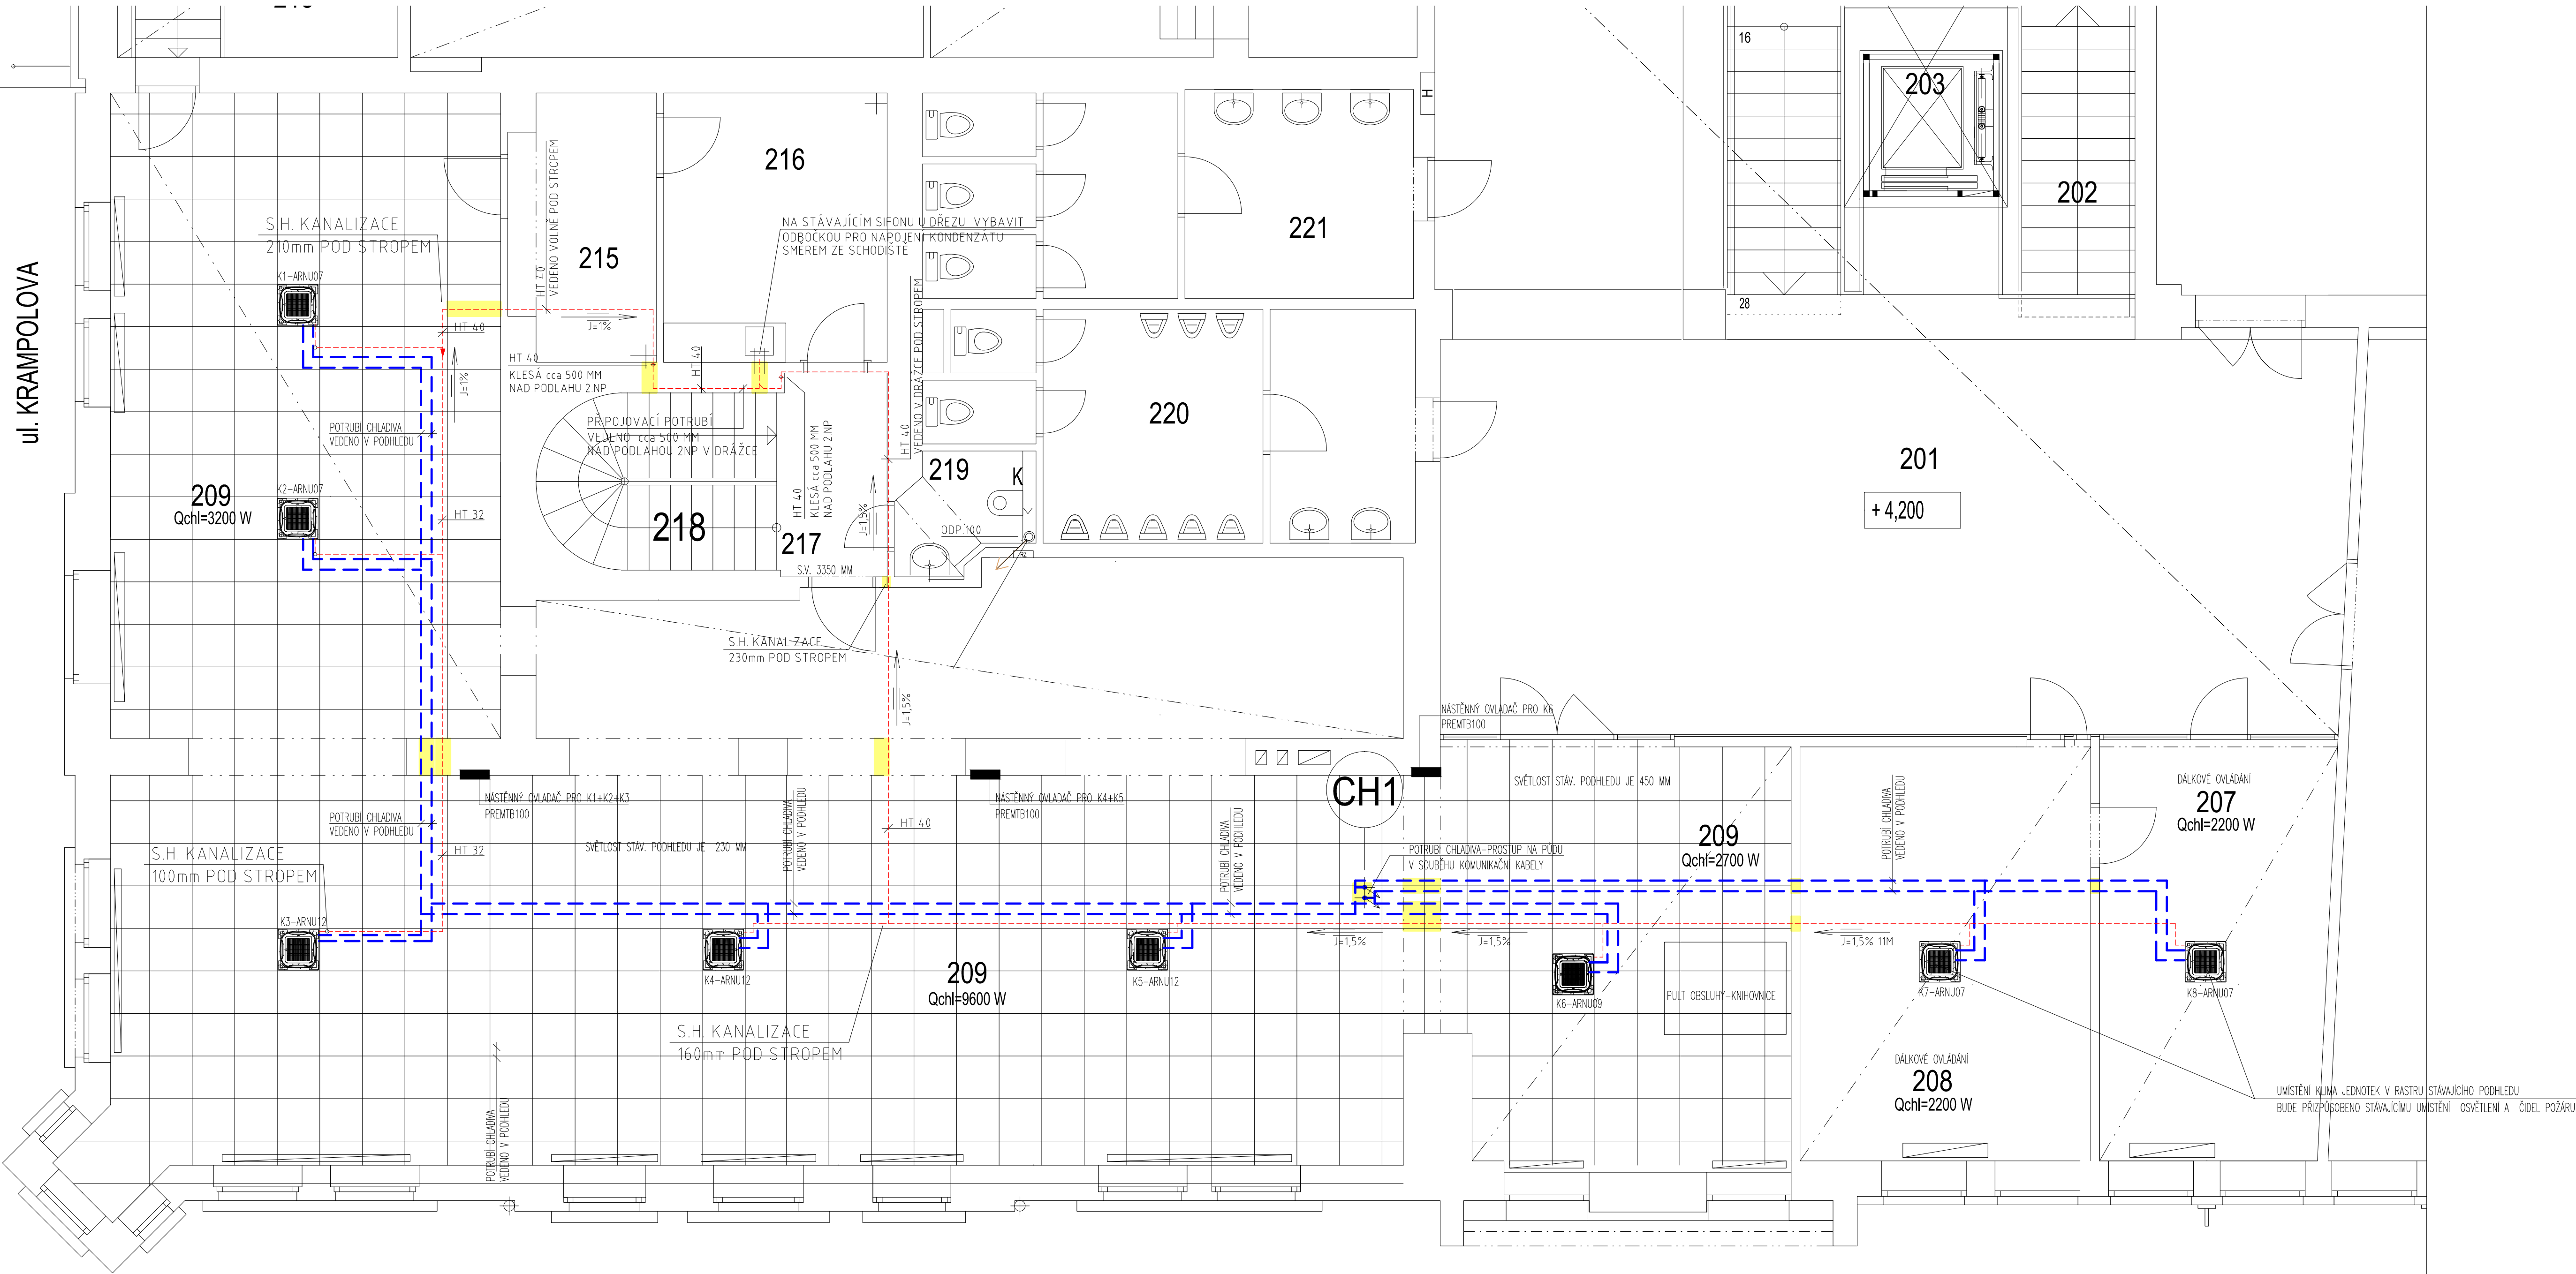 16
203
202
28
H
216
215
221
S.H. KANALIZACE
210mm POD STROPEM
HT 40
VEDENO VOLNĚ POD STROPEM
NA STÁVAJÍCÍM SIFONU U DŘEZU VYBAVIT
ODBOČKOU PRO NAPOJENÍ KONDENZÁTU
SMĚREM ZE SCHODIŠTĚ
ul. KRAMPOLOVA
K1-ARNU07
HT 40
J=1%
J=1%
HT 40
KLESÁ cca 500 MM
NAD PODLAHU 2.NP
HT 40
HT 40
VEDENO V DRÁŽCE POD STROPEM
POTRUBÍ CHLADIVA
VEDENO V PODHLEDU
PŘIPOJOVACÍ POTRUBÍ
VEDENO cca 500 MM
NAD PODLAHOU 2NP V DRÁŽCE
220
201
+ 4,200
219
K
209
Qchl=3200 W
K2-ARNU07
HT 32
218
HT 40
KLESÁ cca 500 MM
NAD PODLAHU 2.NP
J=1,5%
217
S.V. 3350 MM
ODP.100
S.H. KANALIZACE
230mm POD STROPEM
J=1,5%
NÁSTĚNNÝ OVLADAČ PRO K6
PREMTB100
CH1
SVĚTLOST STÁV. PODHLEDU JE 450 MM
NÁSTĚNNÝ OVLADAČ PRO K1+K2+K3
PREMTB100
NÁSTĚNNÝ OVLADAČ PRO K4+K5
PREMTB100
DÁLKOVÉ OVLÁDÁNÍ
207
Qchl=2200 W
POTRUBÍ CHLADIVA
VEDENO V PODHLEDU
HT 40
209
Qchl=2700 W
POTRUBÍ CHLADIVA
VEDENO V PODHLEDU
POTRUBÍ CHLADIVA
VEDENO V PODHLEDU
POTRUBÍ CHLADIVA
VEDENO V PODHLEDU
SVĚTLOST STÁV. PODHLEDU JE 230 MM
HT 32
S.H. KANALIZACE
100mm POD STROPEM
POTRUBÍ CHLADIVA-PROSTUP NA PŮDU
V SOUBĚHU KOMUNIKAČN KABELY
K3-ARNU12
K4-ARNU12
K5-ARNU12
J=1,5%
J=1,5%
J=1,5% 11M
209
Qchl=9600 W
K6-ARNU09
PULT OBSLUHY-KNIHOVNICE
K7-ARNU07
K8-ARNU07
S.H. KANALIZACE
160mm POD STROPEM
DÁLKOVÉ OVLÁDÁNÍ
208
Qchl=2200 W
POTRUBÍ CHLADIVA
VEDENO V PODHLEDU
UMÍSTĚNÍ KLIMA JEDNOTEK V RASTRU STÁVAJÍCÍHO PODHLEDU
BUDE PŘIZPŮSOBENO STÁVAJÍCÍMU UMÍSTĚNÍ OSVĚTLENÍ A ČIDEL POŽÁRU